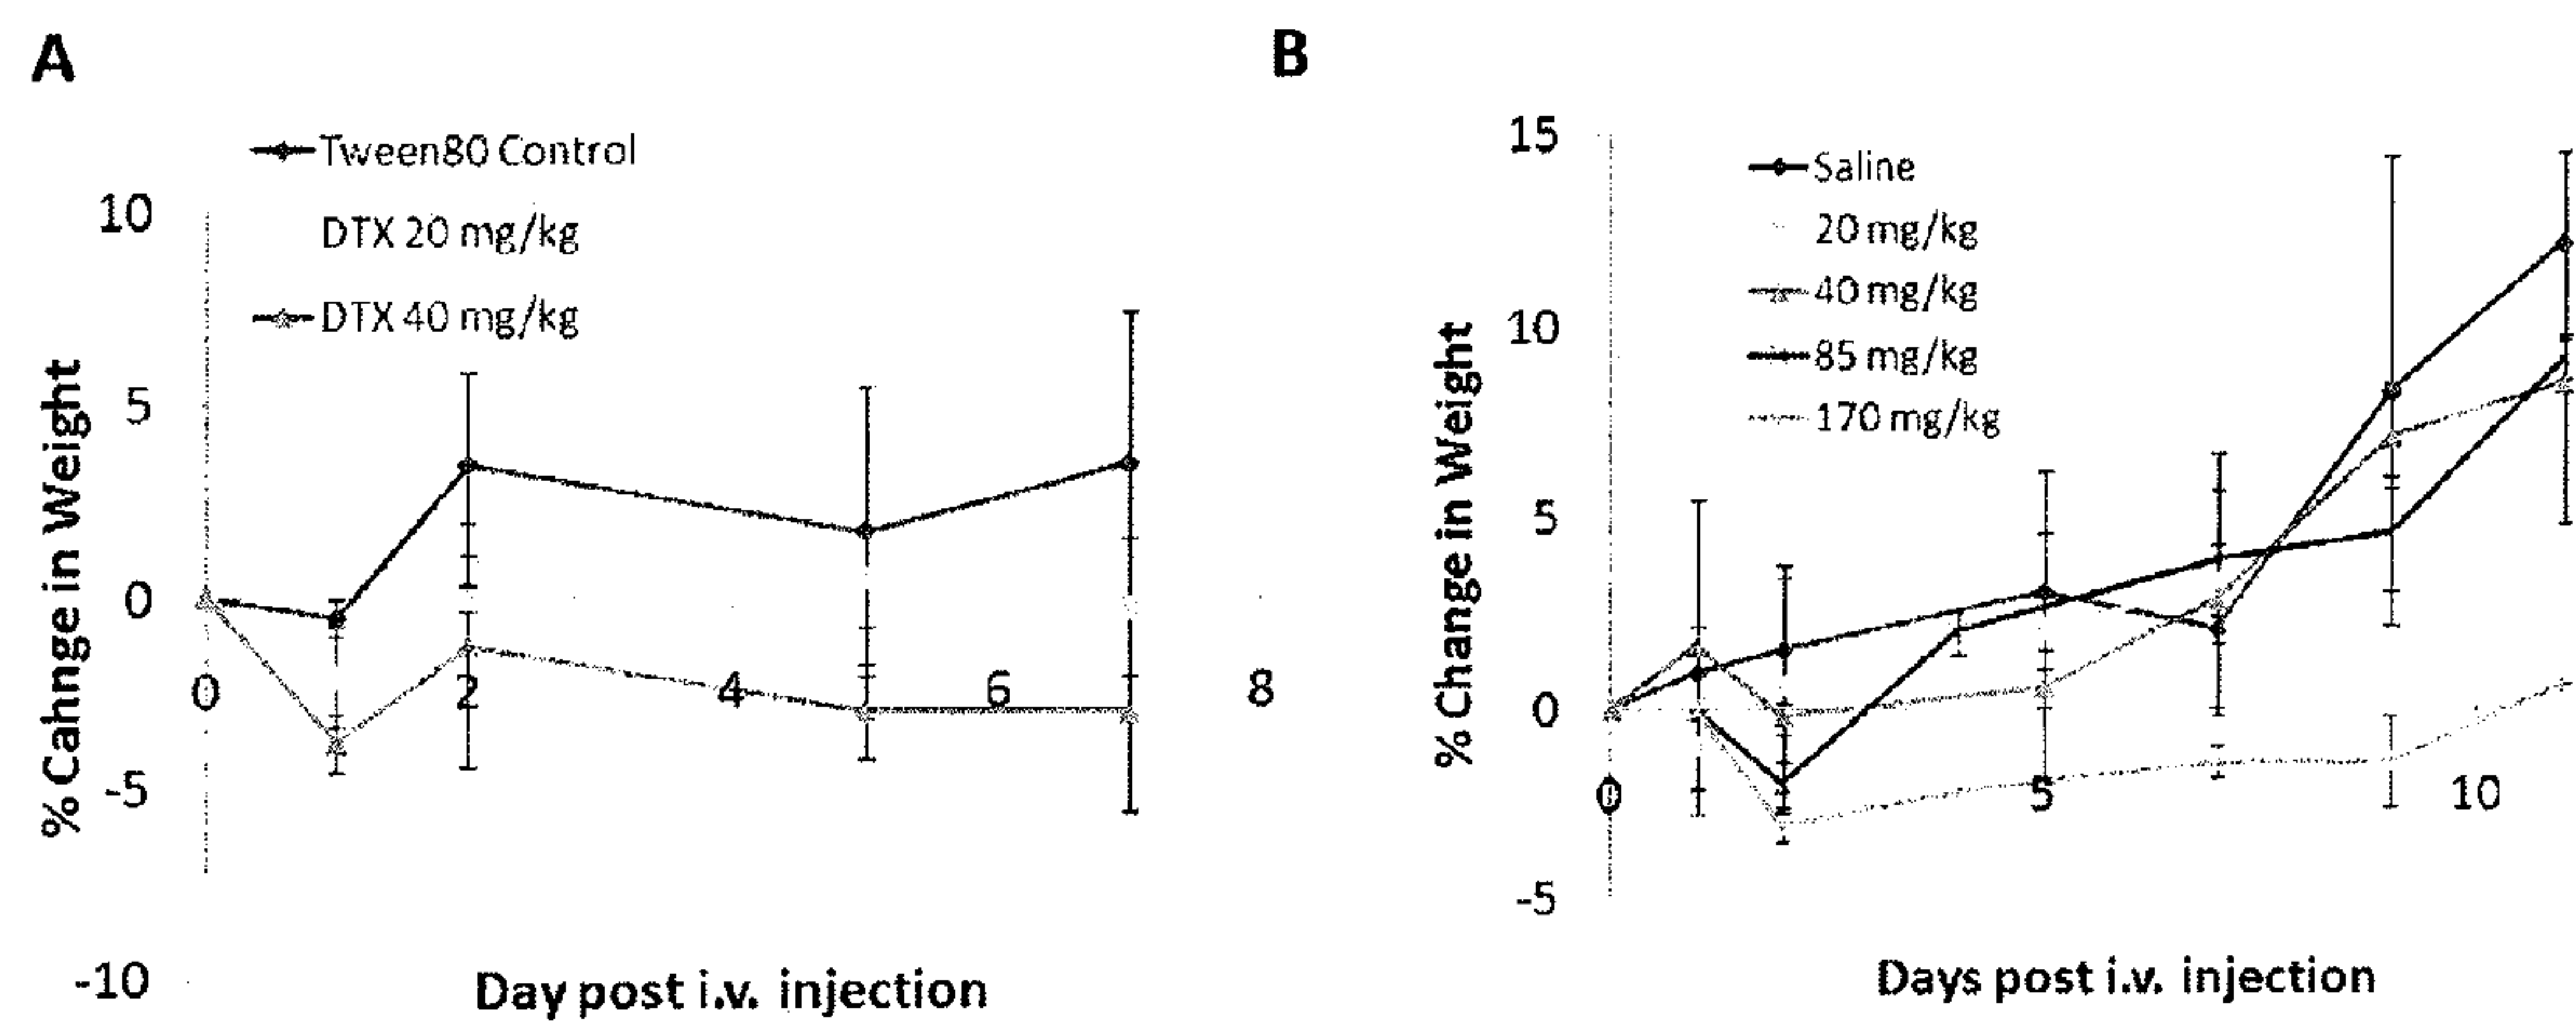 A
Tween80 Control
DTX 20 mg/kg
DTX 40 mg/kg
10
5
0
-5
-10
0
2
4
6
8
% Cahnge in Weight
Day post i.v. injection
B
Saline
20 mg/kg
40 mg/kg
85 mg/kg
170 mg/kg
15
10
5
0
-5
0
5
10
% Change in Weight
Days post i.v. injection